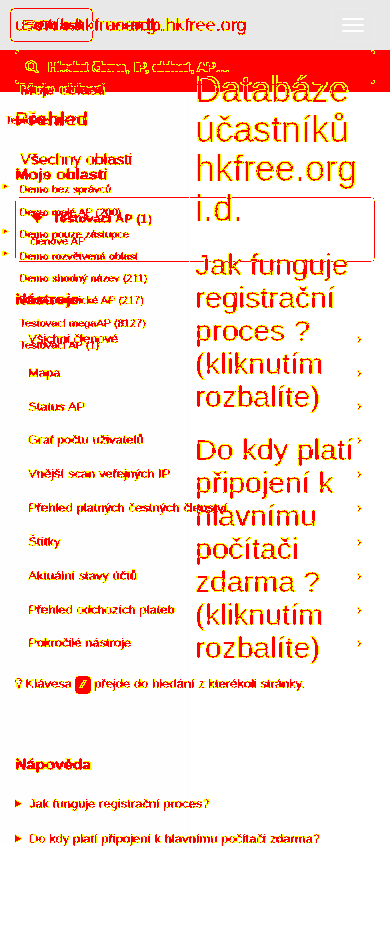 Přehled
Všechny oblasti
Moje oblasti
Demo bez správců
Testovací AP (1)
členové AP
Demo pouze zástupce
Demo rozvětvená oblast
Demo shodný název (211)
Nástroje
Testovací megaAP (8127)
Všichni členové
Mapa
Status AP
Graf počtu uživatelů
Vnější scan veřejných IP
Přehled platných čestných členství
Štítky
Aktuální stavy účtů
Přehled odchozích plateb
Pokročilé nástroje
Databáze
účastníků
hkfree.org
i.d.
Jak funguje
registrační
proces ?
(kliknutím
rozbalíte)
Do kdy platí
připojení k
hlavnímu
počítači
zdarma ?
(kliknutím
rozbalíte)
? Klávesa / přejde do hledání z kterékoli stránky.
Nápověda
Jak funguje registrační proces?
Do kdy platí připojení k hlavnímu počítači zdarma?